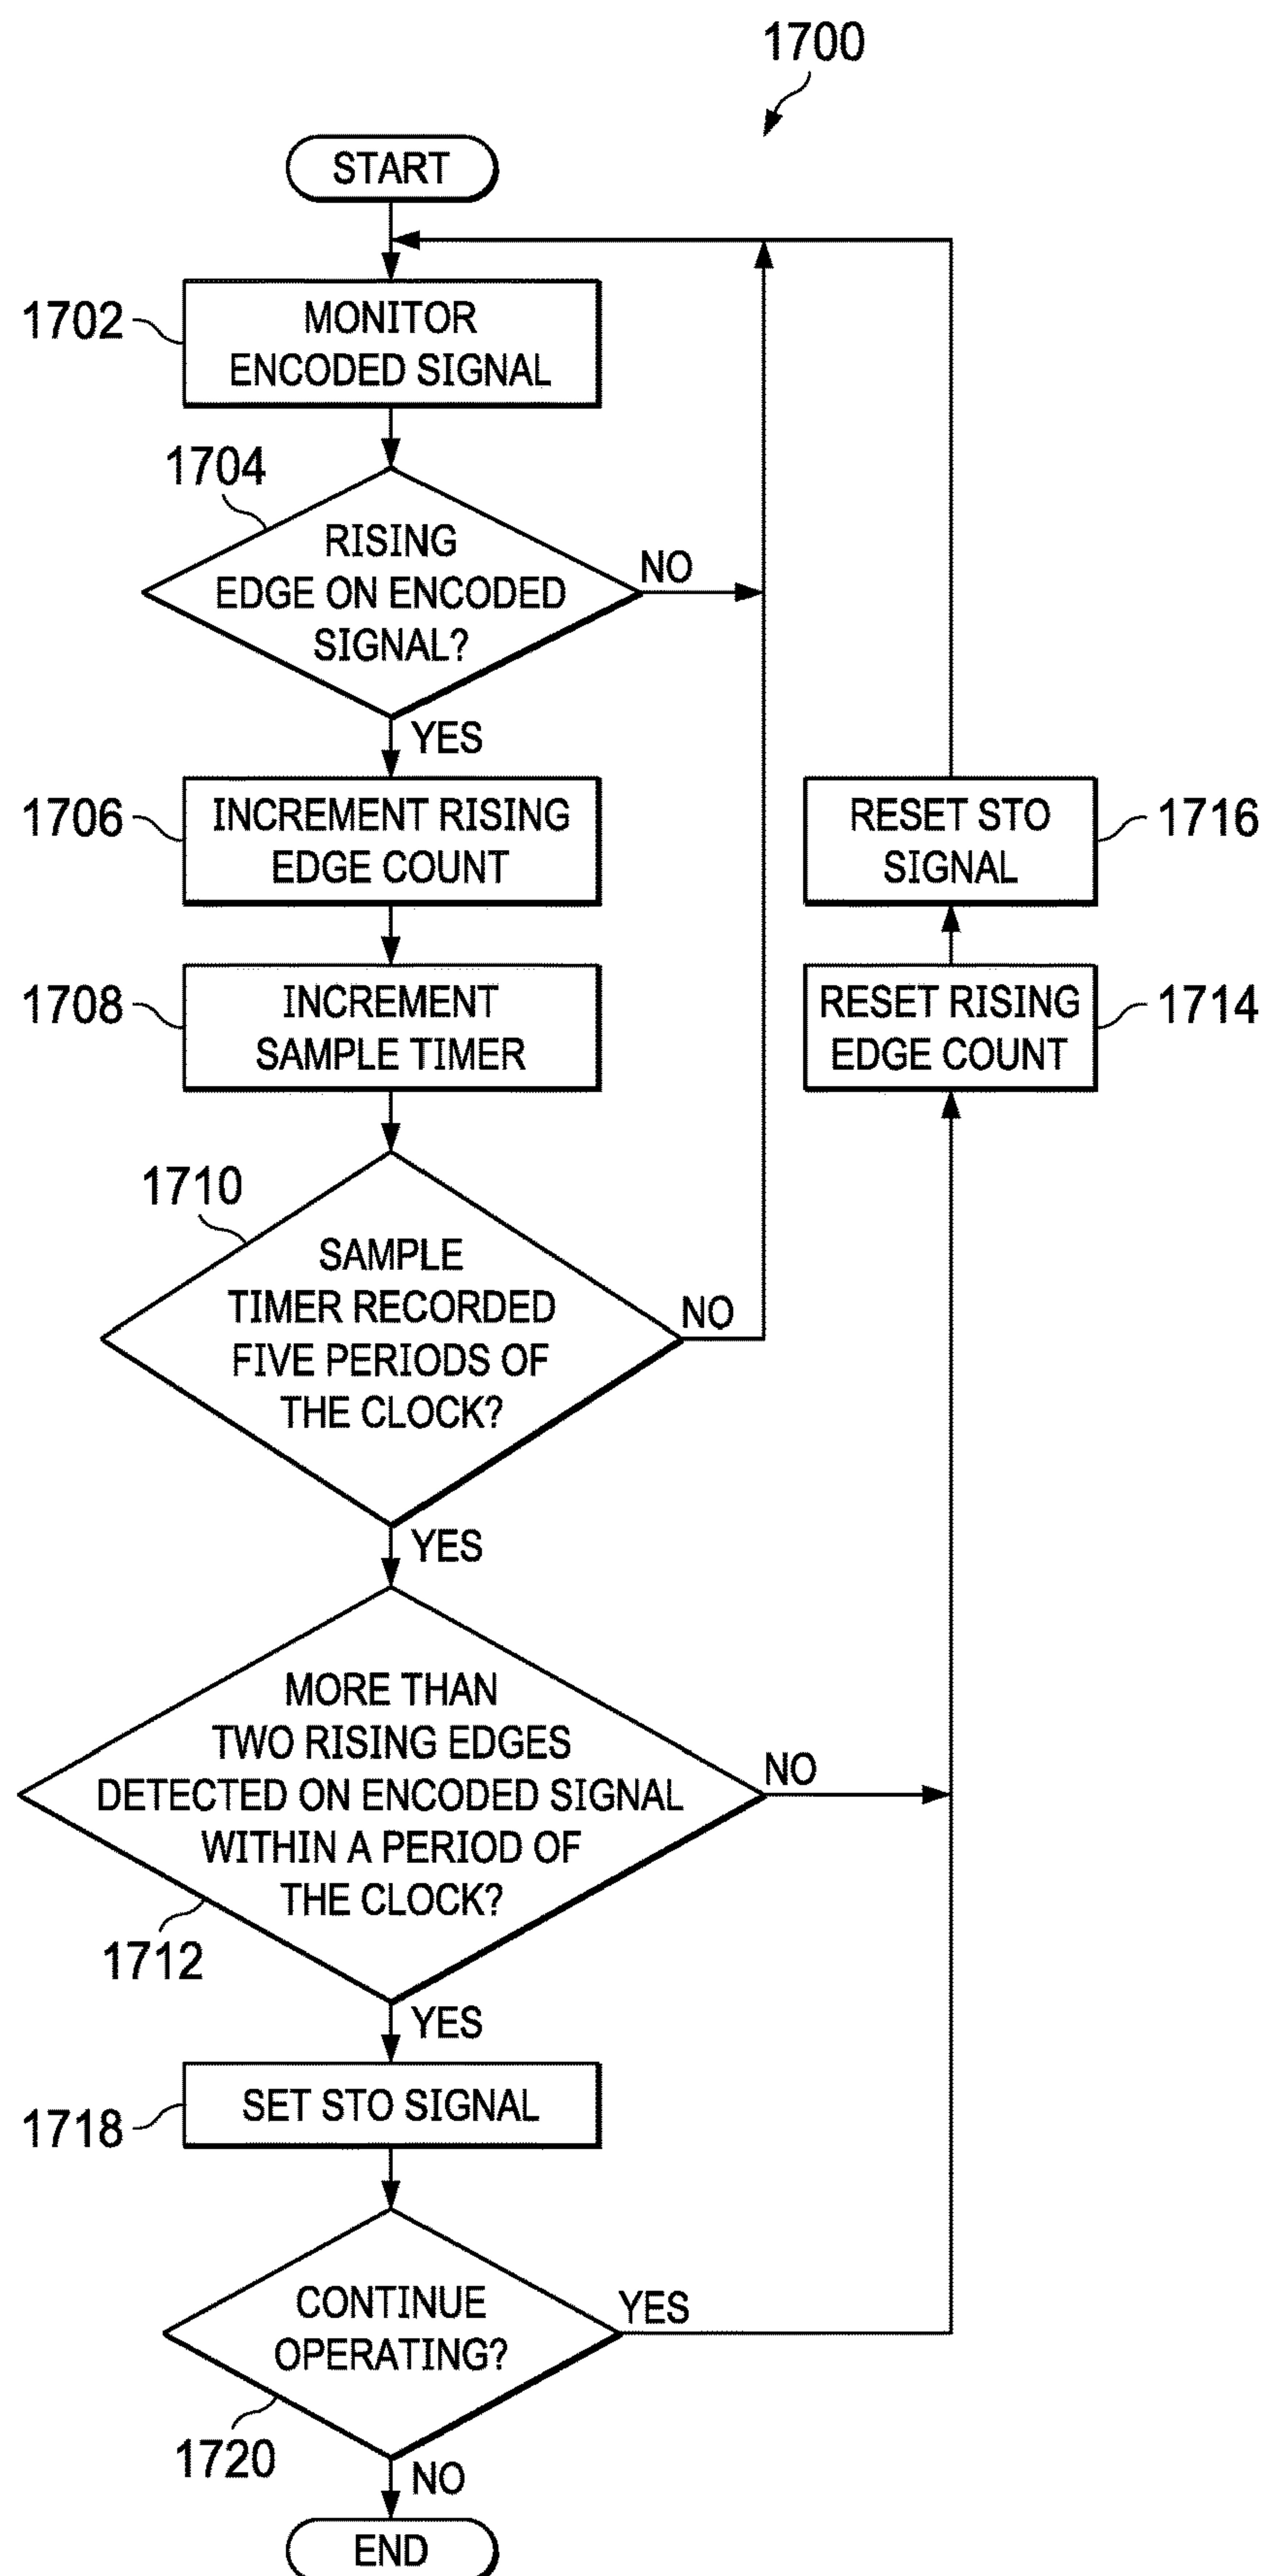 1700
START
1702
MONITOR
ENCODED SIGNAL
1704
RISING
EDGE ON ENCODED
SIGNAL?
NO
YES
1706
INCREMENT RISING
EDGE COUNT
RESET STO
SIGNAL
1716
1708
INCREMENT
SAMPLE TIMER
RESET RISING
EDGE COUNT
1714
1710
SAMPLE
TIMER RECORDED
FIVE PERIODS OF
THE CLOCK?
NO
YES
MORE THAN
TWO RISING EDGES
DETECTED ON ENCODED SIGNAL
WITHIN A PERIOD OF
THE CLOCK?
NO
1712
YES
1718
SET STO SIGNAL
CONTINUE
OPERATING?
YES
1720
NO
END